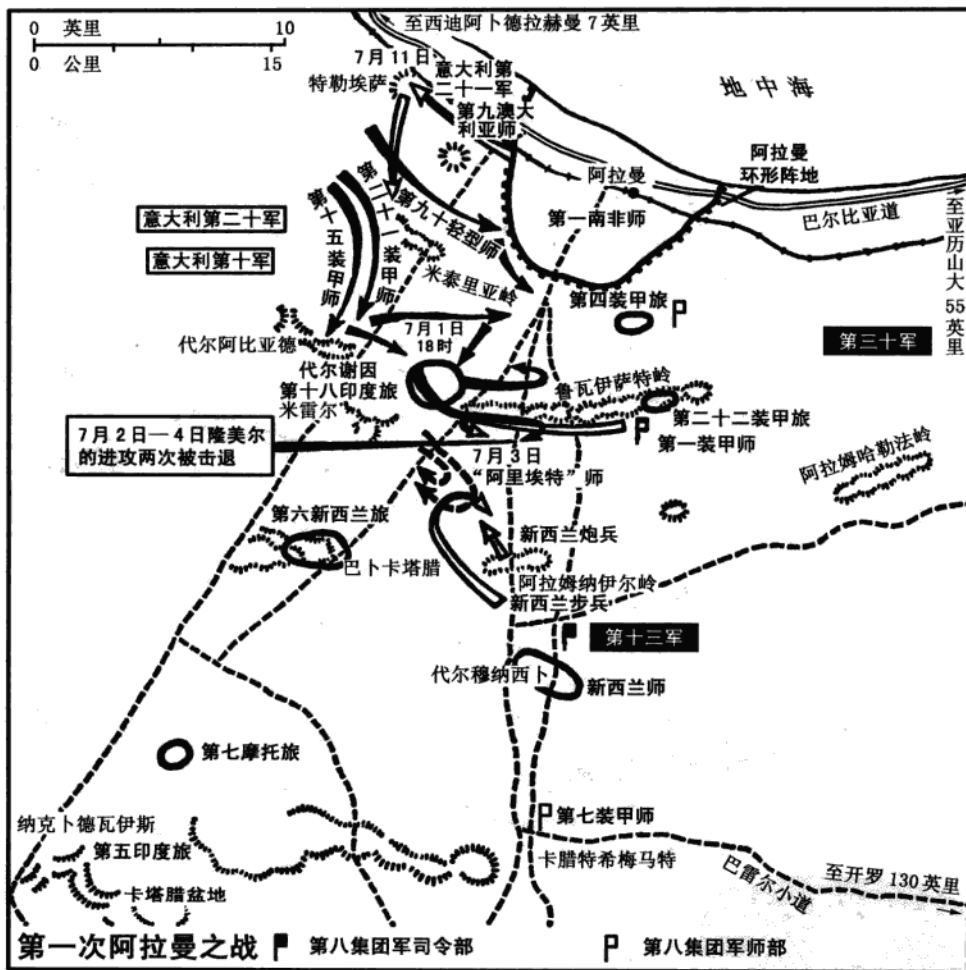 0 英里 10
0 公里 15
至西迪阿卜德拉赫曼7英里
7月11日
特勒埃萨
意大利第
二十一军
第九澳大
利亚师
地中海
阿拉曼
阿拉曼
环形阵地
第一南非师
巴尔比亚道
至亚历山大55英里
意大利第二十军
意大利第十军
第十五装甲师
第二十一装甲师
第九十轻型师
米泰里亚岭
第四装甲旅
第三十军
7月1日
18时
代尔阿比亚德
代尔谢因
第十八印度旅
米雷尔
鲁瓦伊萨特岭
第二十二装甲旅
第一装甲师
7月2日—4日隆美尔
的进攻两次被击退
7月3日
“阿里埃特”师
阿拉姆哈勒法岭
第六新西兰旅
巴卜卡塔腊
新西兰炮兵
阿拉姆纳伊尔岭
新西兰步兵
第十三军
代尔穆纳西卜
新西兰师
第七摩托旅
纳克卜德瓦伊斯
第五印度旅
卡塔腊盆地
第七装甲师
卡腊特希梅马特
巴雷尔小道
至开罗130英里
第一次阿拉曼之战
第八集团军司令部
第八集团军师部